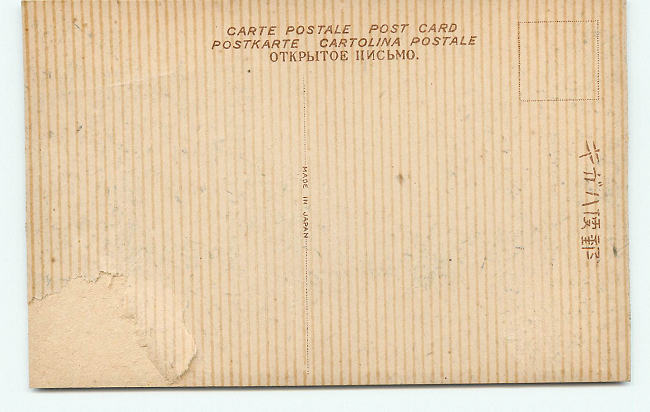 CARTE POSTALE POST CARD
POSTKARTE CARTOLINA POSTALE
ОТКРЫТОЕ ПИСЬМО.
MADE IN JAPAN
郵便ハガキ